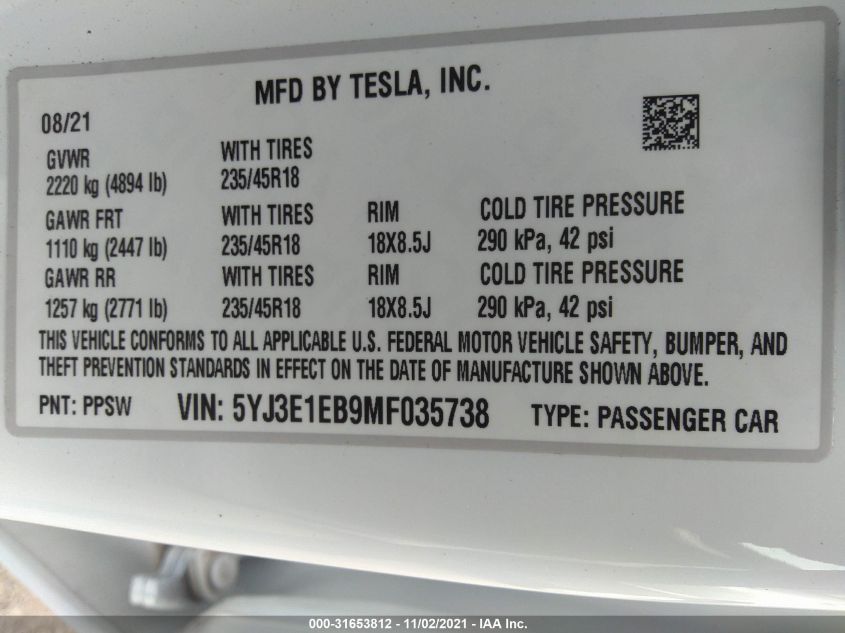 MFD BY TESLA, INC.
08/21
GVWR WITH TIRES
2220 kg (4894 lb) 235/45R18
GAWR FRT WITH TIRES RIM COLD TIRE PRESSURE
1110 kg (2447 lb) 235/45R18 18X8.5J 290 kPa, 42 psi
GAWR RR WITH TIRES RIM COLD TIRE PRESSURE
1257 kg (2771 lb) 235/45R18 18X8.5J 290 kPa, 42 psi
THIS VEHICLE CONFORMS TO ALL APPLICABLE U.S. FEDERAL MOTOR VEHICLE SAFETY, BUMPER, AND
THEFT PREVENTION STANDARDS IN EFFECT ON THE DATE OF MANUFACTURE SHOWN ABOVE.
PNT: PPSW VIN: 5YJ3E1EB9MF035738 TYPE: PASSENGER CAR
000-31653812 - 11/02/2021 - IAA Inc.